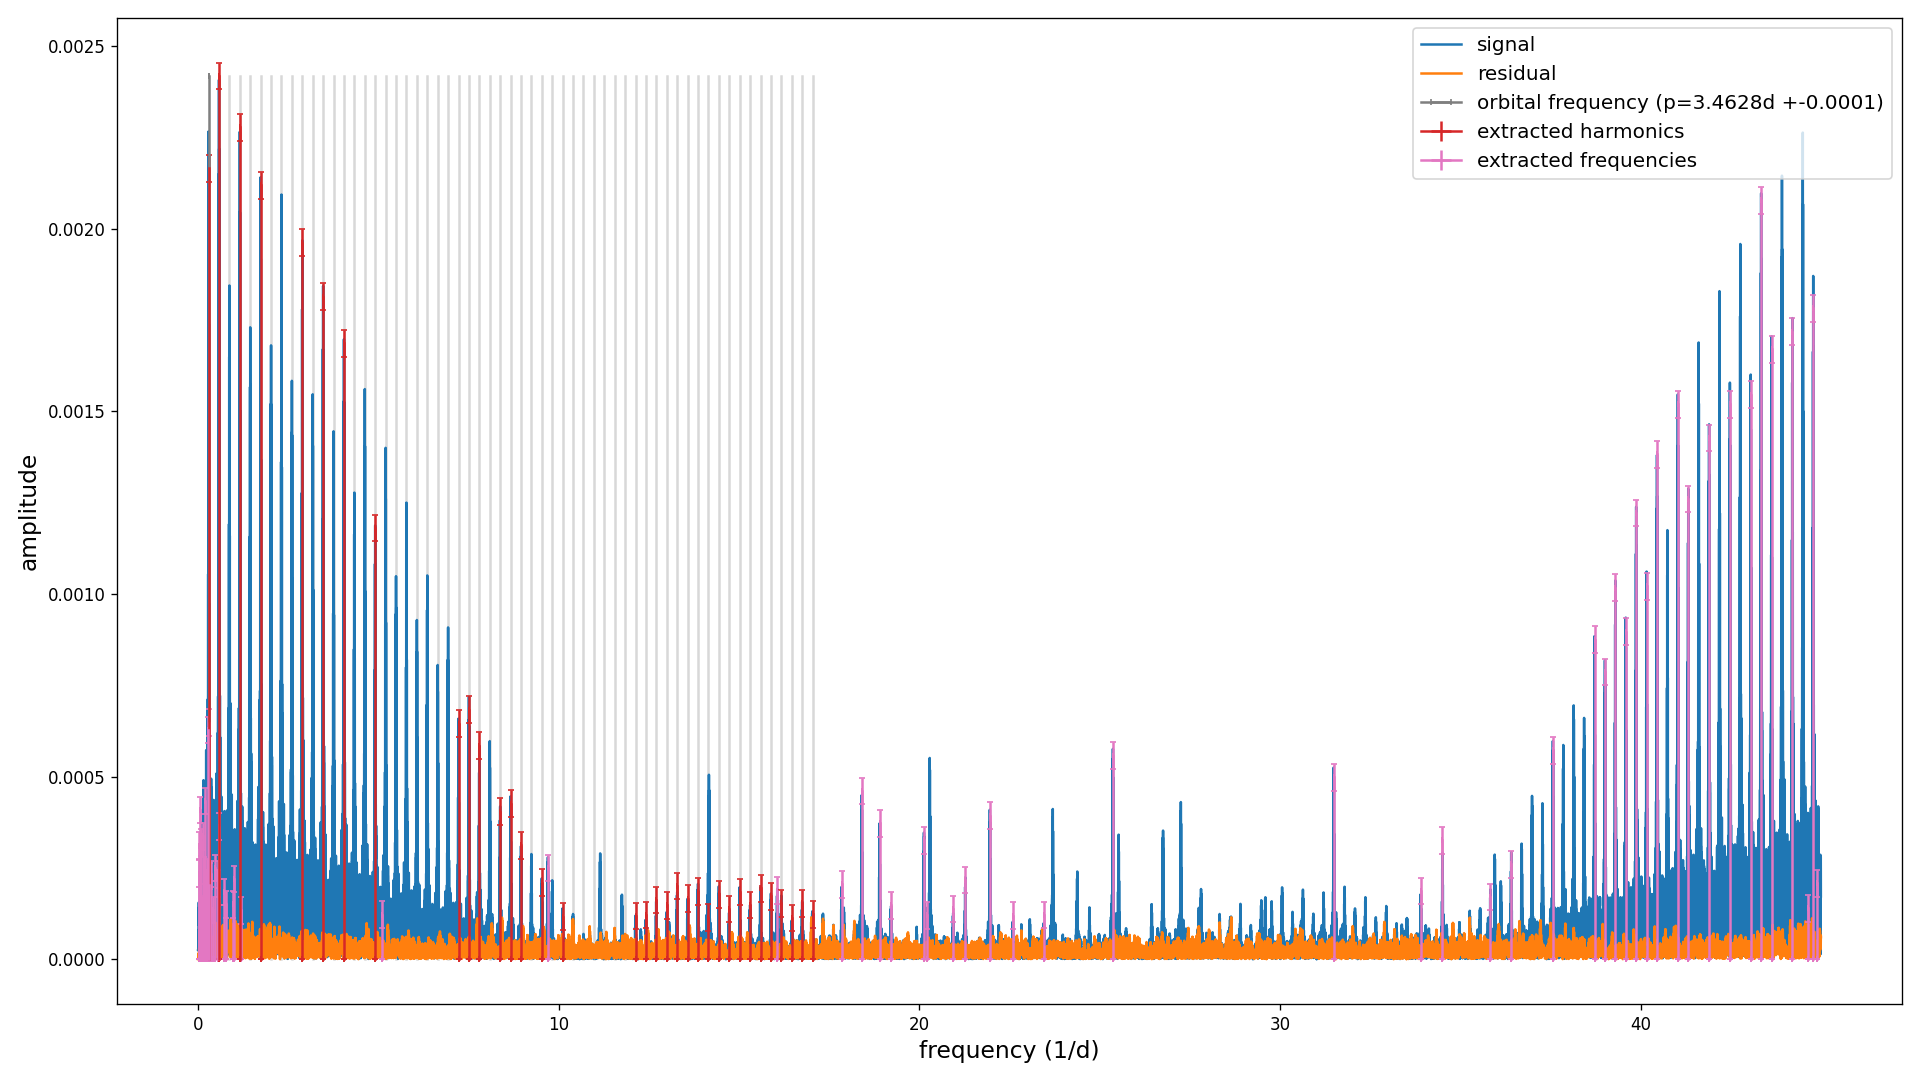 signal
residual
orbital frequency (p=3.4628d +-0.0001)
extracted harmonics
extracted frequencies
0.0025
0.0020
0.0015
0.0010
0.0005
0.0000
amplitude
0
10
20
30
40
frequency (1/d)